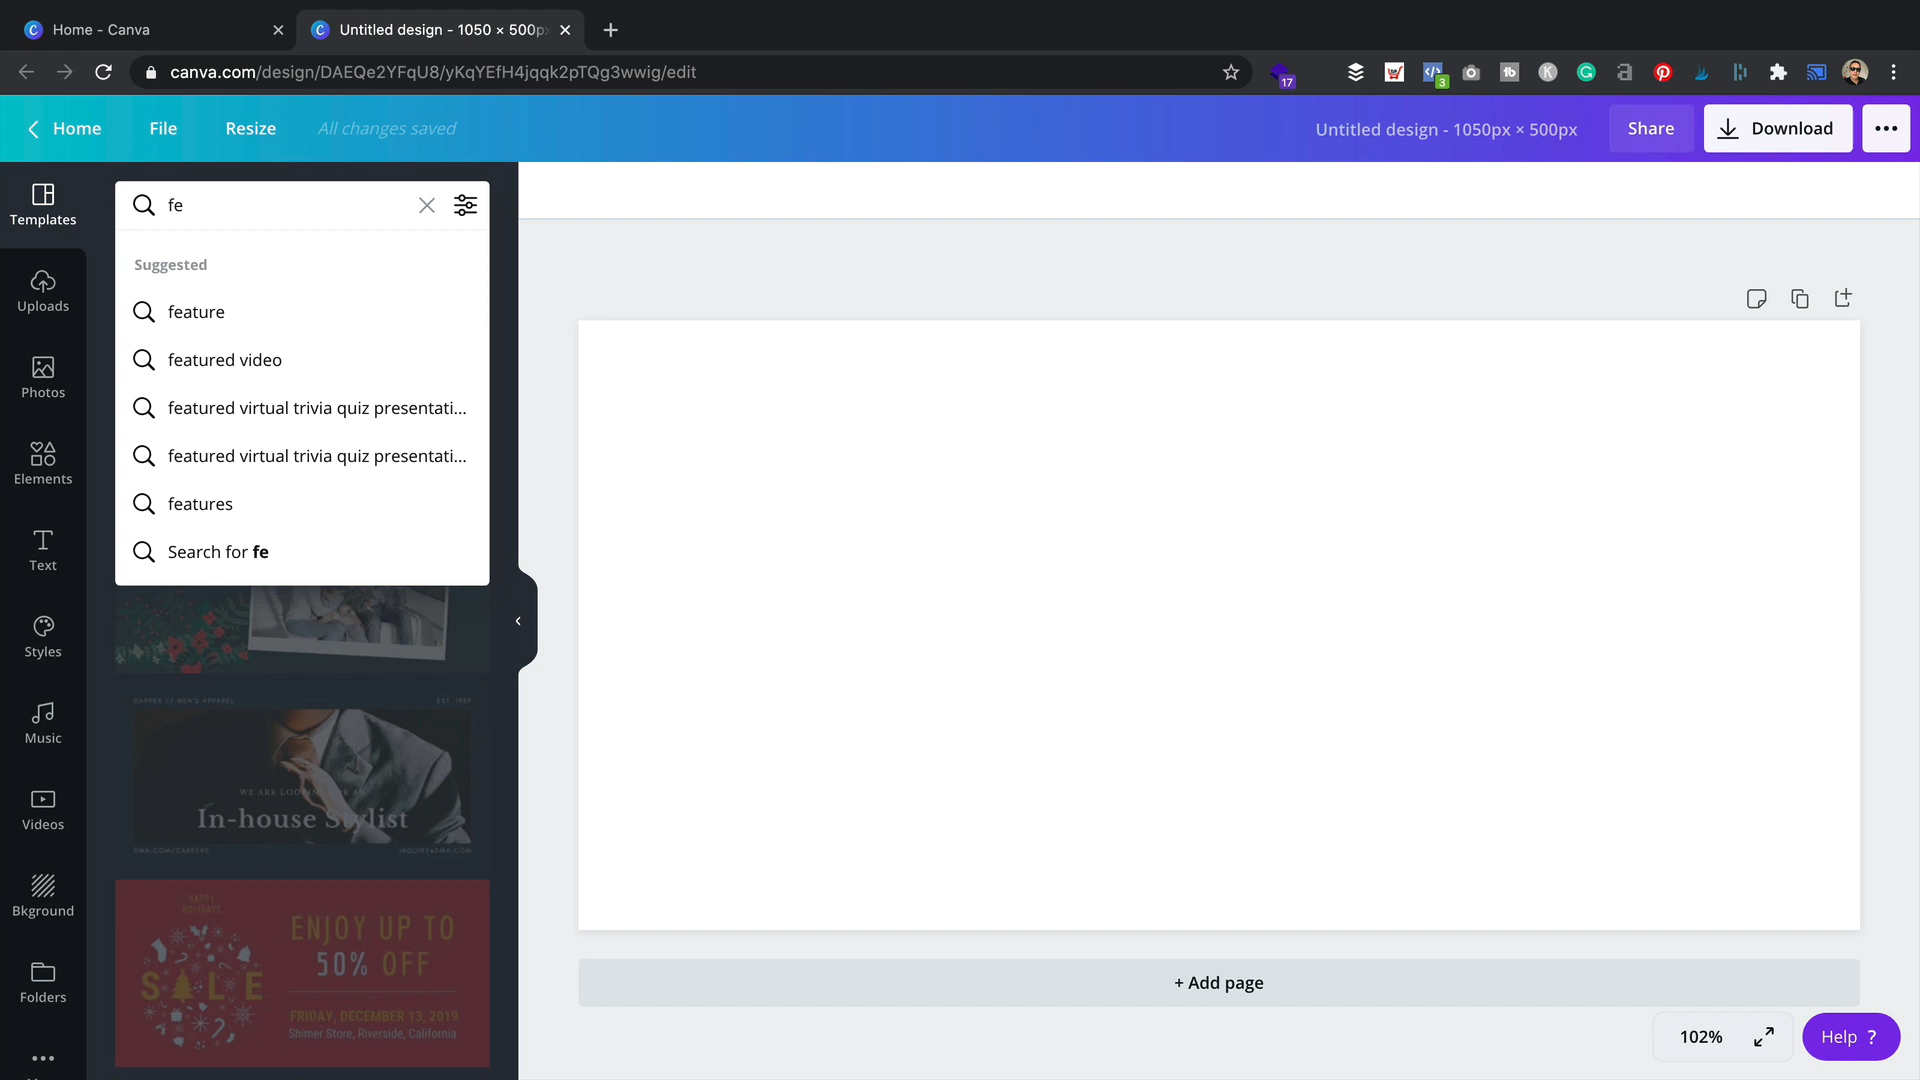 Home - Canva
Untitled design - 1050 × 500p
canva.com/design/DAEQe2YFqU8/yKqYEfH4jqqk2pTQg3wwig/edit
17
3
Home
File
Resize
All changes saved
Untitled design - 1050px × 500px
Share
Download
Templates
Uploads
Photos
Elements
Text
Styles
Music
Videos
Bkground
Folders
fe
Suggested
feature
featured video
featured virtual trivia quiz presentati...
featured virtual trivia quiz presentati...
features
Search for fe
DAPPER // MEN'S APPAREL
EST. 1989
WE ARE LOOKING FOR AN
In-house Stylist
DMA.COM/CAREERS
INQUIRY@DMA.COM
HAPPY
HOLIDAYS
SALE
ENJOY UP TO
50% OFF
FRIDAY, DECEMBER 13, 2019
Shimer Store, Riverside, California
+ Add page
102%
Help ?